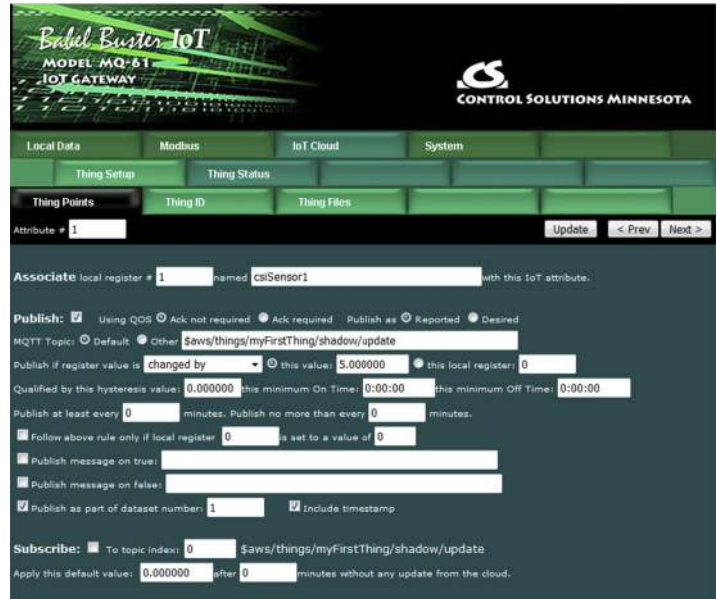 Babel Buster IoT
MODEL MQ-61
IOT GATEWAY
CS
CONTROL SOLUTIONS MINNESOTA
Local Data Modbus IoT Cloud System
Thing Setup Thing Status
Thing Points Thing ID Thing Files
Attribute # 1 Update < Prev Next >
Associate local register # 1 named csiSensor1 with this IoT attribute.
Publish: Using QOS Ack not required Ack required Publish as Reported Desired
MQTT Topic: Default Other $aws/things/myFirstThing/shadow/update
Publish if register value is changed by this value: 5.000000 this local register: 0
Qualified by this hysteresis value: 0.000000 this minimum On Time: 0:00:00 this minimum Off Time: 0:00:00
Publish at least every 0 minutes. Publish no more than every 0 minutes.
Follow above rule only if local register 0 is set to a value of 0
Publish message on true:
Publish message on false:
Publish as part of dataset number: 1 Include timestamp
Subscribe: To topic index: 0 $aws/things/myFirstThing/shadow/update
Apply this default value: 0.000000 after 0 minutes without any update from the cloud.